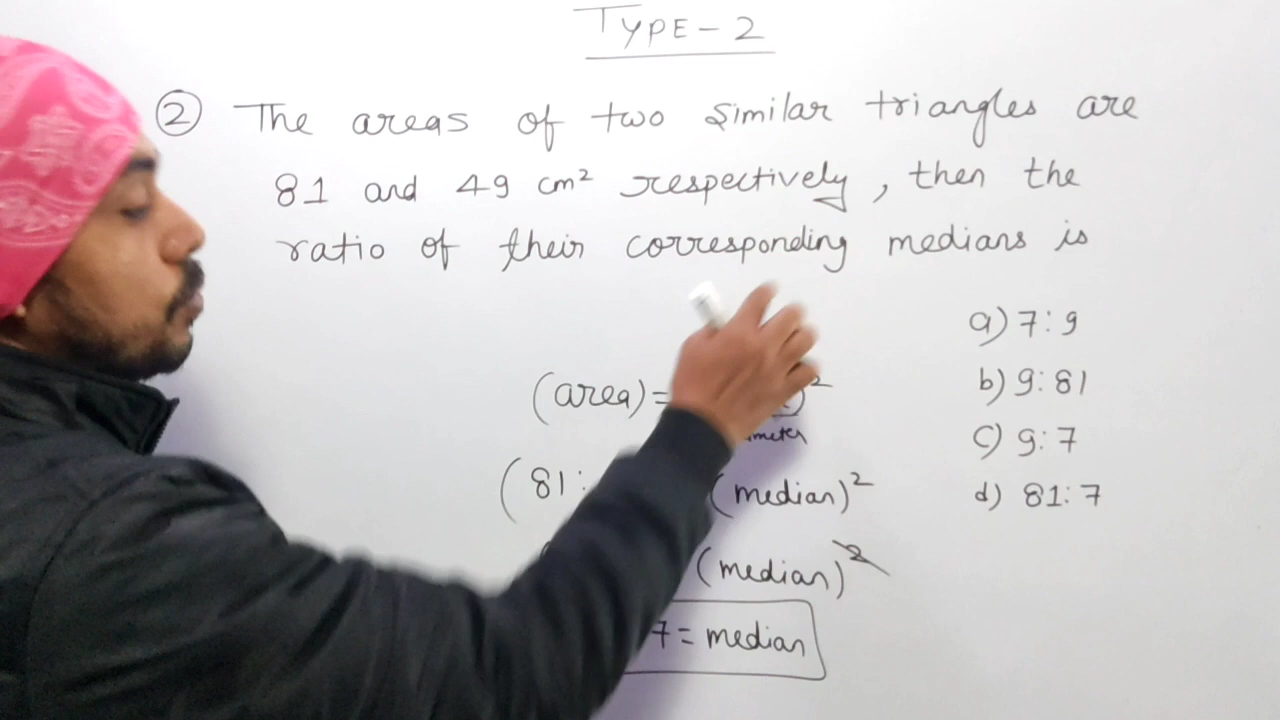 TYPE-2
② The areas of two similar triangles are
81 and 49 cm² respectively, then the
ratio of their corresponding medians is
a) 7:9
(area)= )²
b) 9:81
c) 9:7
(81: (median)²
d) 81:7
(median)²
7 = median